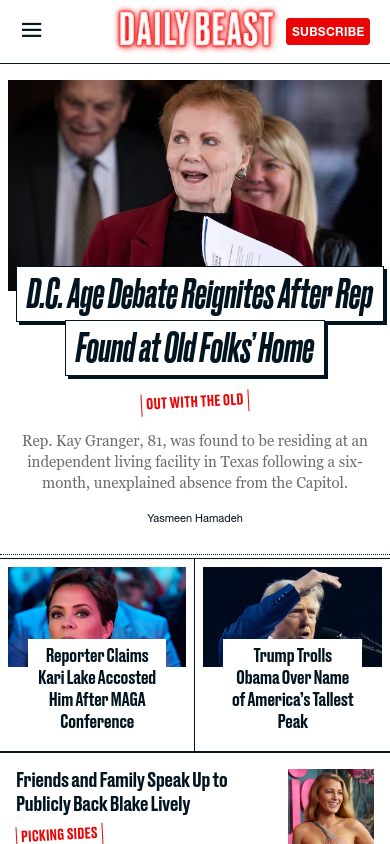 DAILY BEAST
SUBSCRIBE
D.C. Age Debate Reignites After Rep
Found at Old Folks’ Home
OUT WITH THE OLD
Rep. Kay Granger, 81, was found to be residing at an
independent living facility in Texas following a six-
month, unexplained absence from the Capitol.
Yasmeen Hamadeh
Reporter Claims
Kari Lake Accosted
Him After MAGA
Conference
Trump Trolls
Obama Over Name
of America’s Tallest
Peak
Friends and Family Speak Up to
Publicly Back Blake Lively
PICKING SIDES